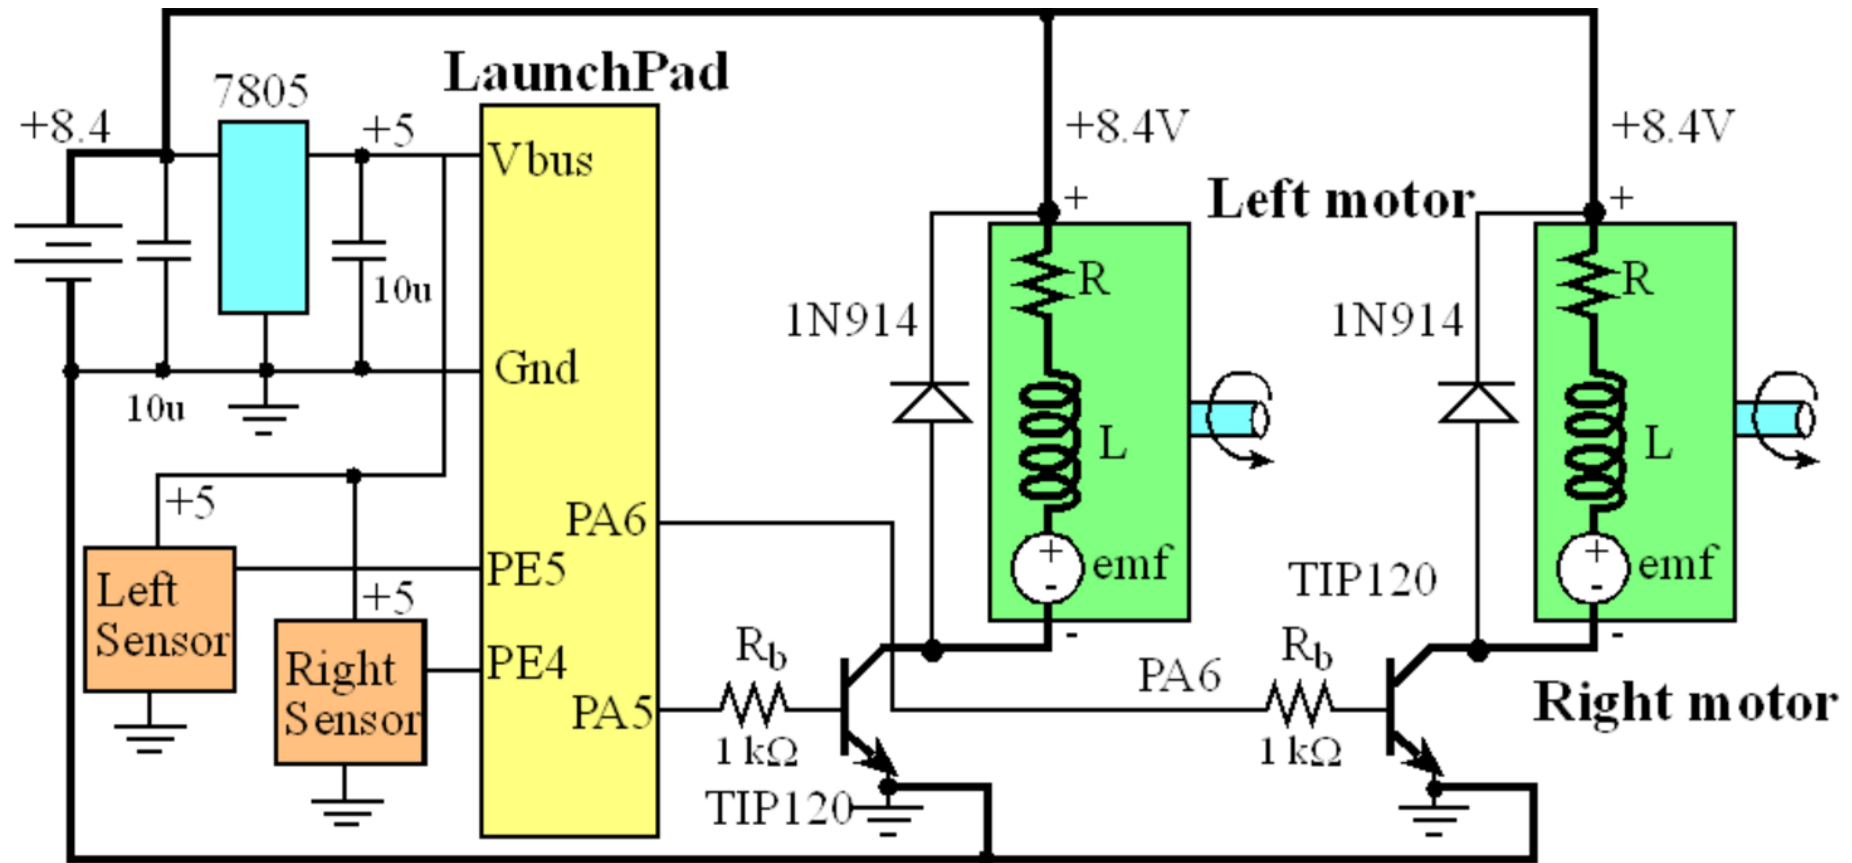 LaunchPad
7805
+8.4
+5
Vbus
+8.4V
+8.4V
+
+
Left motor
R
R
10u
1N914
1N914
Gnd
10u
L
L
+5
PA6
PE5
+
emf
-
TIP120
+
emf
-
Left
Sensor
+5
-
-
Right
Sensor
PE4
Rb
PA6
Rb
PA5
Right motor
1 kΩ
1 kΩ
TIP120